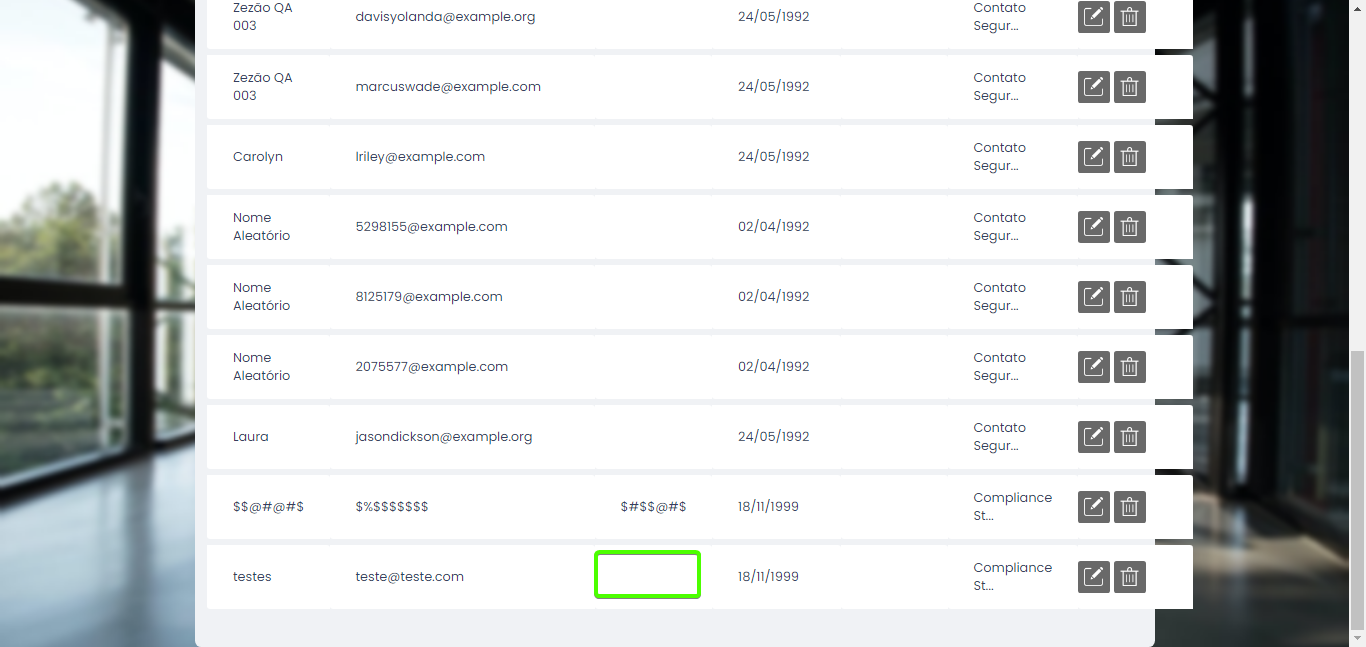 Zezão QA
003
davisyolanda@example.org
24/05/1992
Contato
Segur...
Zezão QA
003
marcuswade@example.com
24/05/1992
Contato
Segur...
Carolyn
lriley@example.com
24/05/1992
Contato
Segur...
Nome
Aleatório
5298155@example.com
02/04/1992
Contato
Segur...
Nome
Aleatório
8125179@example.com
02/04/1992
Contato
Segur...
Nome
Aleatório
2075577@example.com
02/04/1992
Contato
Segur...
Laura
jasondickson@example.org
24/05/1992
Contato
Segur...
$$@#@#$
$%$$$$$$$
$#$$@#$
18/11/1999
Compliance
St...
testes
teste@teste.com
18/11/1999
Compliance
St...